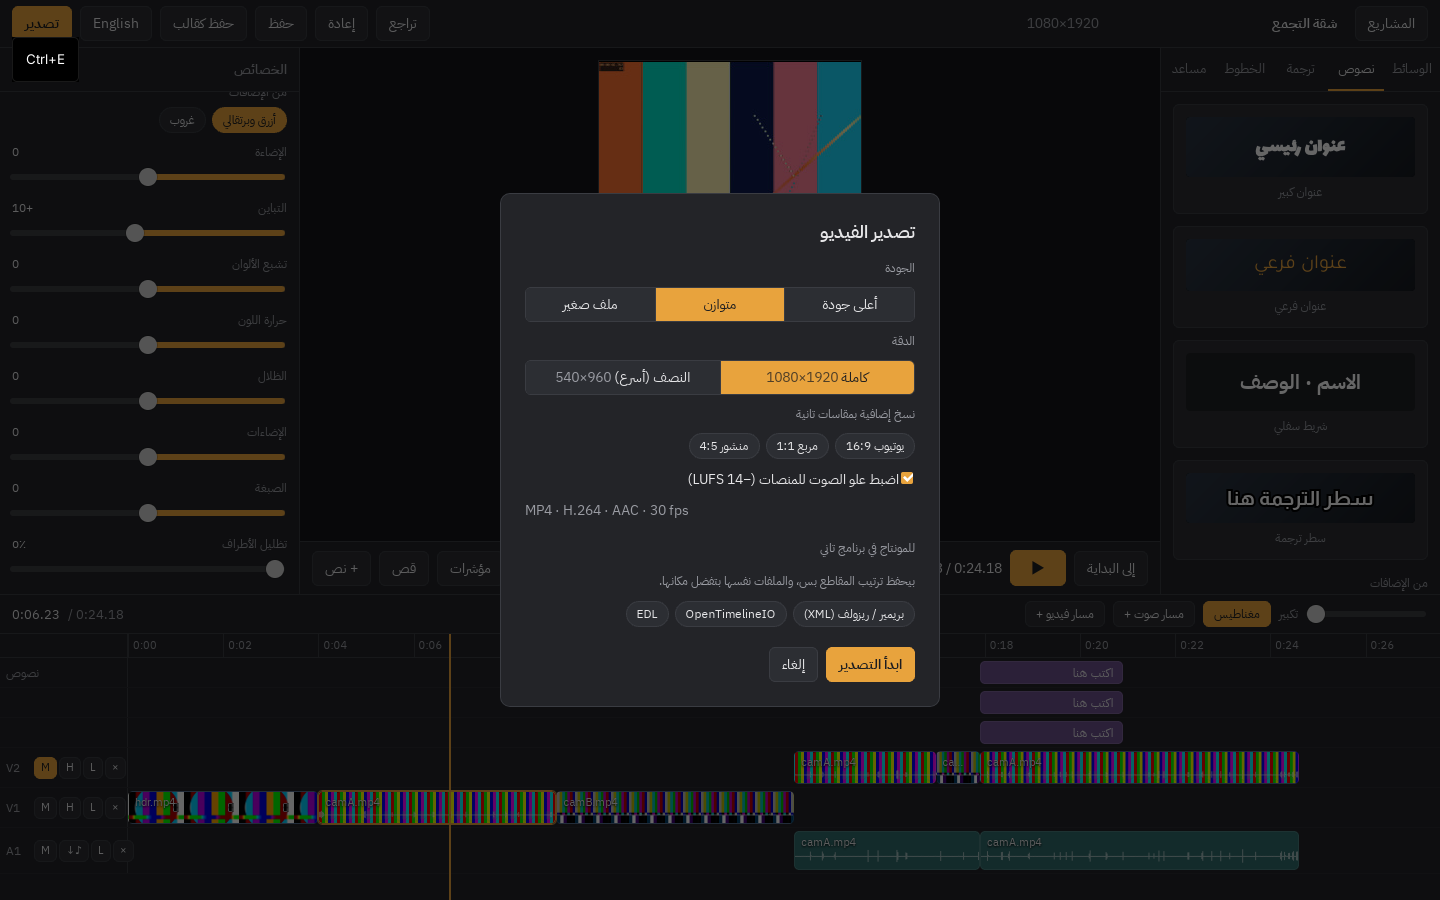 المشاريع
شقة التجمع
1080×1920
تراجع
إعادة
حفظ
حفظ كقالب
English
تصدير
Ctrl+E
الوسائط
نصوص
ترجمة
الخطوط
مساعد
عنوان رئيسي
عنوان كبير
عنوان فرعي
عنوان فرعي
الاسم · الوصف
شريط سفلي
سطر الترجمة هنا
سطر ترجمة
من الإضافات
الخصائص
من الإضافات
أزرق وبرتقالي
غروب
الإضاءة
0
التباين
+10
تشبع الألوان
0
حرارة اللون
0
الظلال
0
الإضاءات
0
الصبغة
0
تظليل الأطراف
0٪
تصدير الفيديو
الجودة
أعلى جودة
متوازن
ملف صغير
الدقة
كاملة 1080×1920
النصف (أسرع) 540×960
نسخ إضافية بمقاسات تانية
يوتيوب 16:9
مربع 1:1
منشور 4:5
اضبط علو الصوت للمنصات (−14 LUFS)
MP4 · H.264 · AAC · 30 fps
للمونتاج في برنامج تاني
بيحفظ ترتيب المقاطع بس، والملفات نفسها بتفضل مكانها.
بريمير / ريزولف (XML)
OpenTimelineIO
EDL
ابدأ التصدير
إلغاء
إلى البداية
3 / 0:24.18
مؤشرات
قص
+ نص
تكبير
مغناطيس
مسار صوت +
مسار فيديو +
0:06.23 / 0:24.18
0:00
0:02
0:04
0:06
0:18
0:20
0:22
0:24
0:26
نصوص
اكتب هنا
اكتب هنا
اكتب هنا
V2
M
H
L
×
camA.mp4
ca...
camA.mp4
V1
M
H
L
×
hdr.mp4
camA.mp4
camB.mp4
A1
M
↓♪
L
×
camA.mp4
camA.mp4